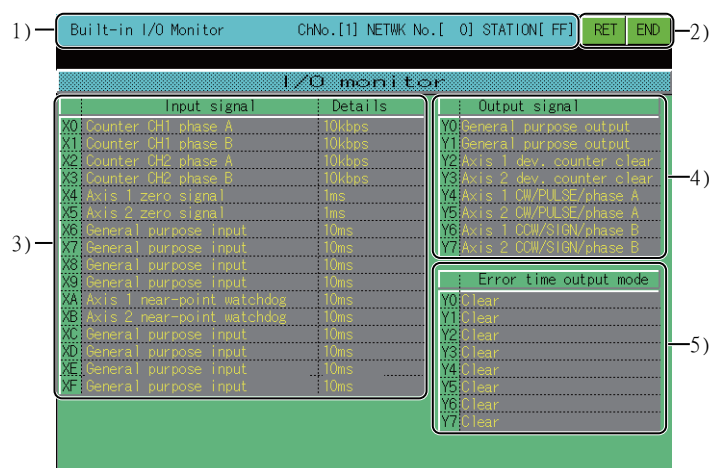 1) Built-in I/O Monitor ChNo.[1] NETWK No.[ 0] STATION[ FF] RET END 2)
I/O monitor
3)
Input signal Details
X0 Counter CH1 phase A 10kbps
X1 Counter CH1 phase B 10kbps
X2 Counter CH2 phase A 10kbps
X3 Counter CH2 phase B 10kbps
X4 Axis 1 zero signal 1ms
X5 Axis 2 zero signal 1ms
X6 General purpose input 10ms
X7 General purpose input 10ms
X8 General purpose input 10ms
X9 General purpose input 10ms
XA Axis 1 near-point watchdog 10ms
XB Axis 2 near-point watchdog 10ms
XC General purpose input 10ms
XD General purpose input 10ms
XE General purpose input 10ms
XF General purpose input 10ms
Output signal
Y0 General purpose output
Y1 General purpose output
Y2 Axis 1 dev. counter clear
Y3 Axis 2 dev. counter clear
Y4 Axis 1 CW/PULSE/phase A
Y5 Axis 2 CW/PULSE/phase A
Y6 Axis 1 CCW/SIGN/phase B
Y7 Axis 2 CCW/SIGN/phase B
4)
Error time output mode
Y0 Clear
Y1 Clear
Y2 Clear
Y3 Clear
Y4 Clear
Y5 Clear
Y6 Clear
Y7 Clear
5)